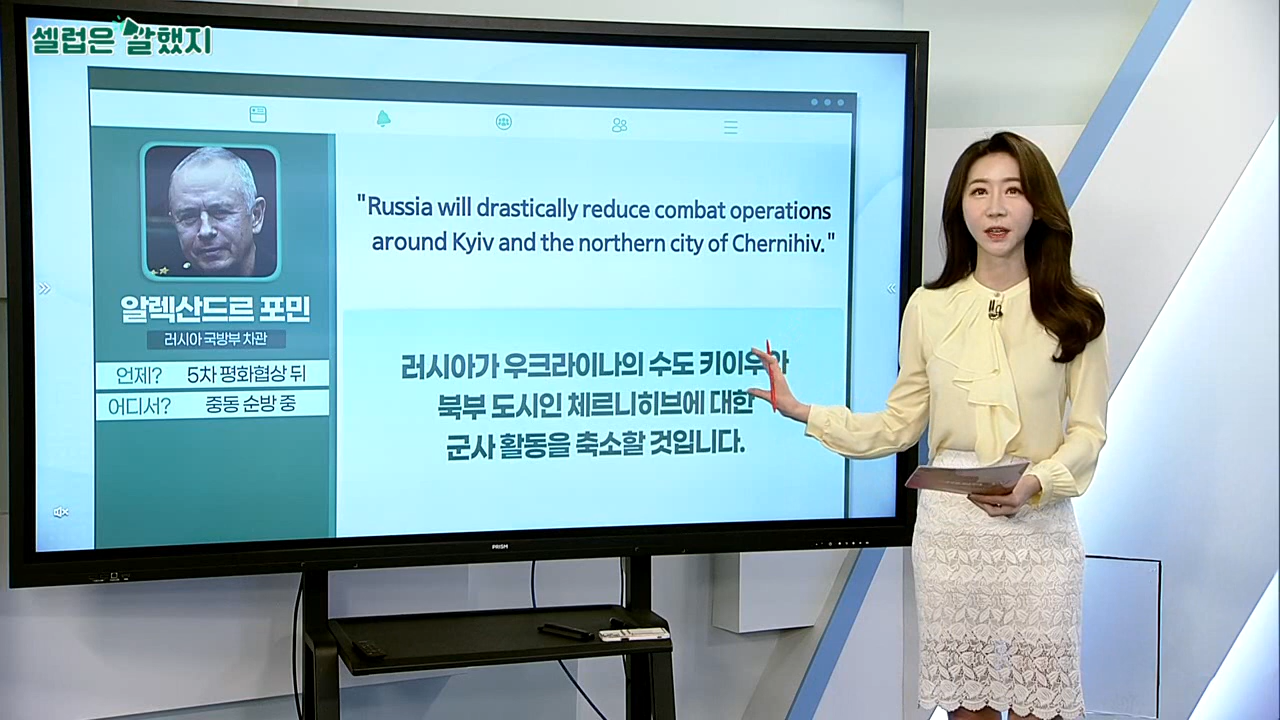 셀럽은 말했지
"Russia will drastically reduce combat operations
around Kyiv and the northern city of Chernihiv."
알렉산드르 포민
러시아 국방부 차관
언제? 5차 평화협상 뒤
어디서? 중동 순방 중
러시아가 우크라이나의 수도 키이우와
북부 도시인 체르니히브에 대한
군사 활동을 축소할 것입니다.
PRISM